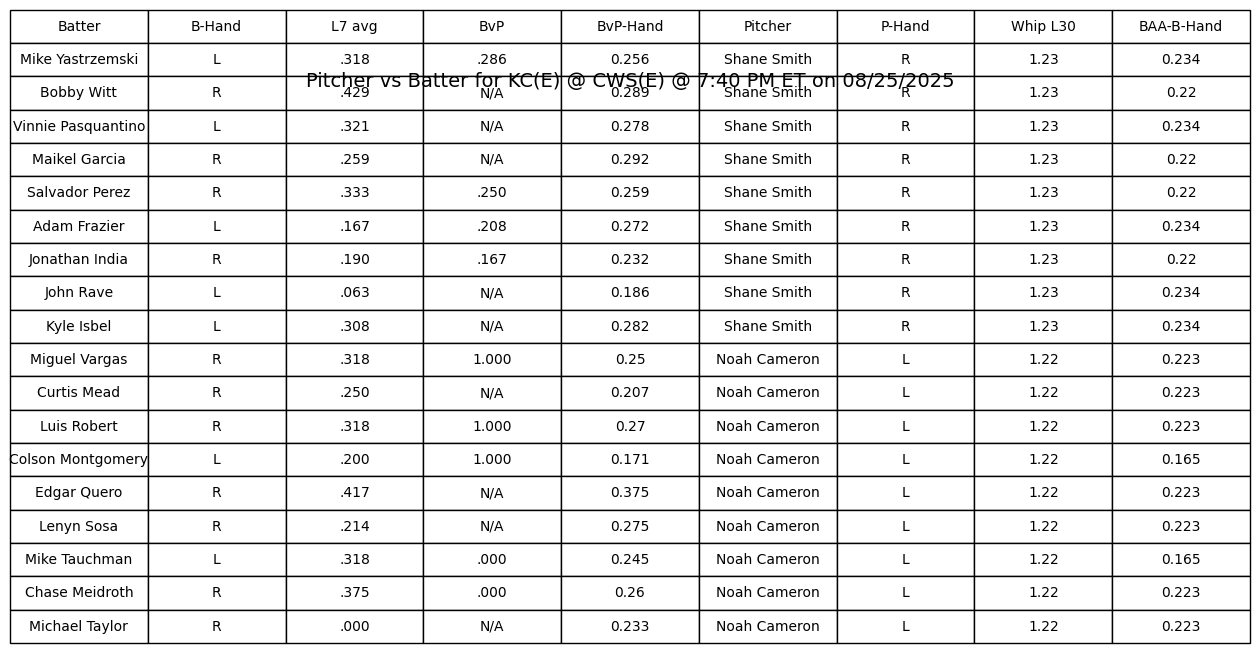 Batter B-Hand L7 avg BvP BvP-Hand Pitcher P-Hand Whip L30 BAA-B-Hand
Mike Yastrzemski L .318 .286 0.256 Shane Smith R 1.23 0.234
Pitcher vs Batter for KC(E) @ CWS(E) @ 7:40 PM ET on 08/25/2025
Bobby Witt R .429 N/A 0.289 Shane Smith R 1.23 0.22
Vinnie Pasquantino L .321 N/A 0.278 Shane Smith R 1.23 0.234
Maikel Garcia R .259 N/A 0.292 Shane Smith R 1.23 0.22
Salvador Perez R .333 .250 0.259 Shane Smith R 1.23 0.22
Adam Frazier L .167 .208 0.272 Shane Smith R 1.23 0.234
Jonathan India R .190 .167 0.232 Shane Smith R 1.23 0.22
John Rave L .063 N/A 0.186 Shane Smith R 1.23 0.234
Kyle Isbel L .308 N/A 0.282 Shane Smith R 1.23 0.234
Miguel Vargas R .318 1.000 0.25 Noah Cameron L 1.22 0.223
Curtis Mead R .250 N/A 0.207 Noah Cameron L 1.22 0.223
Luis Robert R .318 1.000 0.27 Noah Cameron L 1.22 0.223
Colson Montgomery L .200 1.000 0.171 Noah Cameron L 1.22 0.165
Edgar Quero R .417 N/A 0.375 Noah Cameron L 1.22 0.223
Lenyn Sosa R .214 N/A 0.275 Noah Cameron L 1.22 0.223
Mike Tauchman L .318 .000 0.245 Noah Cameron L 1.22 0.165
Chase Meidroth R .375 .000 0.26 Noah Cameron L 1.22 0.223
Michael Taylor R .000 N/A 0.233 Noah Cameron L 1.22 0.223